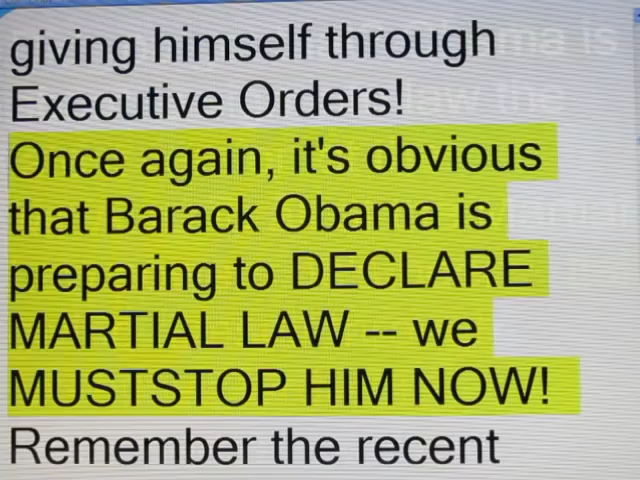 giving himself through
Executive Orders!
Once again, it's obvious
that Barack Obama is
preparing to DECLARE
MARTIAL LAW -- we
MUSTSTOP HIM NOW!
Remember the recent